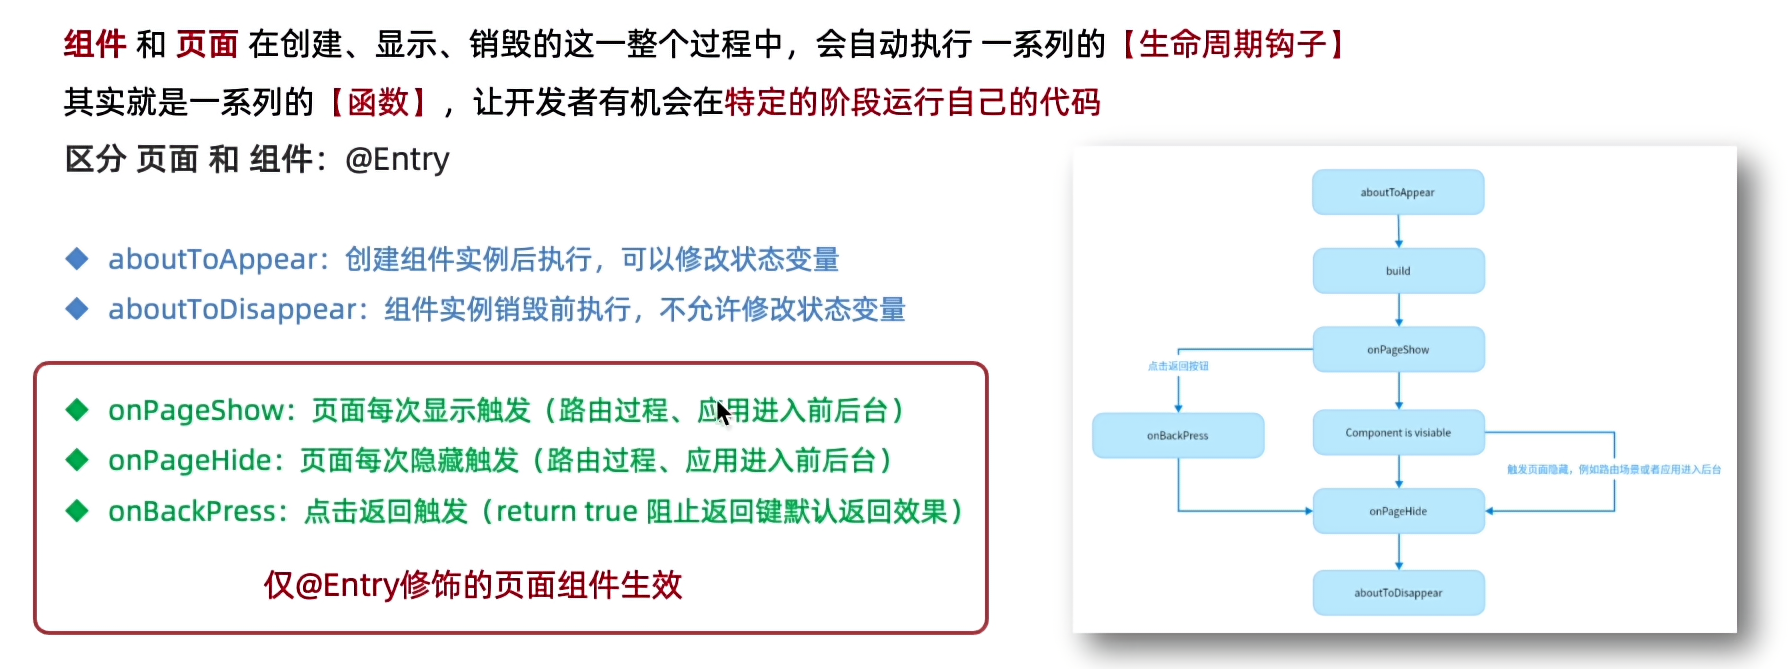 组件 和 页面 在创建、显示、销毁的这一整个过程中，会自动执行 一系列的【生命周期钩子】
其实就是一系列的【函数】，让开发者有机会在特定的阶段运行自己的代码
区分 页面 和 组件：@Entry
aboutToAppear：创建组件实例后执行，可以修改状态变量
aboutToDisappear：组件实例销毁前执行，不允许修改状态变量
onPageShow：页面每次显示触发（路由过程、应用进入前后台）
onPageHide：页面每次隐藏触发（路由过程、应用进入前后台）
onBackPress：点击返回触发（return true 阻止返回键默认返回效果）
仅@Entry修饰的页面组件生效
aboutToAppear
build
onPageShow
点击返回按钮
onBackPress
Component is visiable
触发页面隐藏，例如路由场景或者应用进入后台
onPageHide
aboutToDisappear